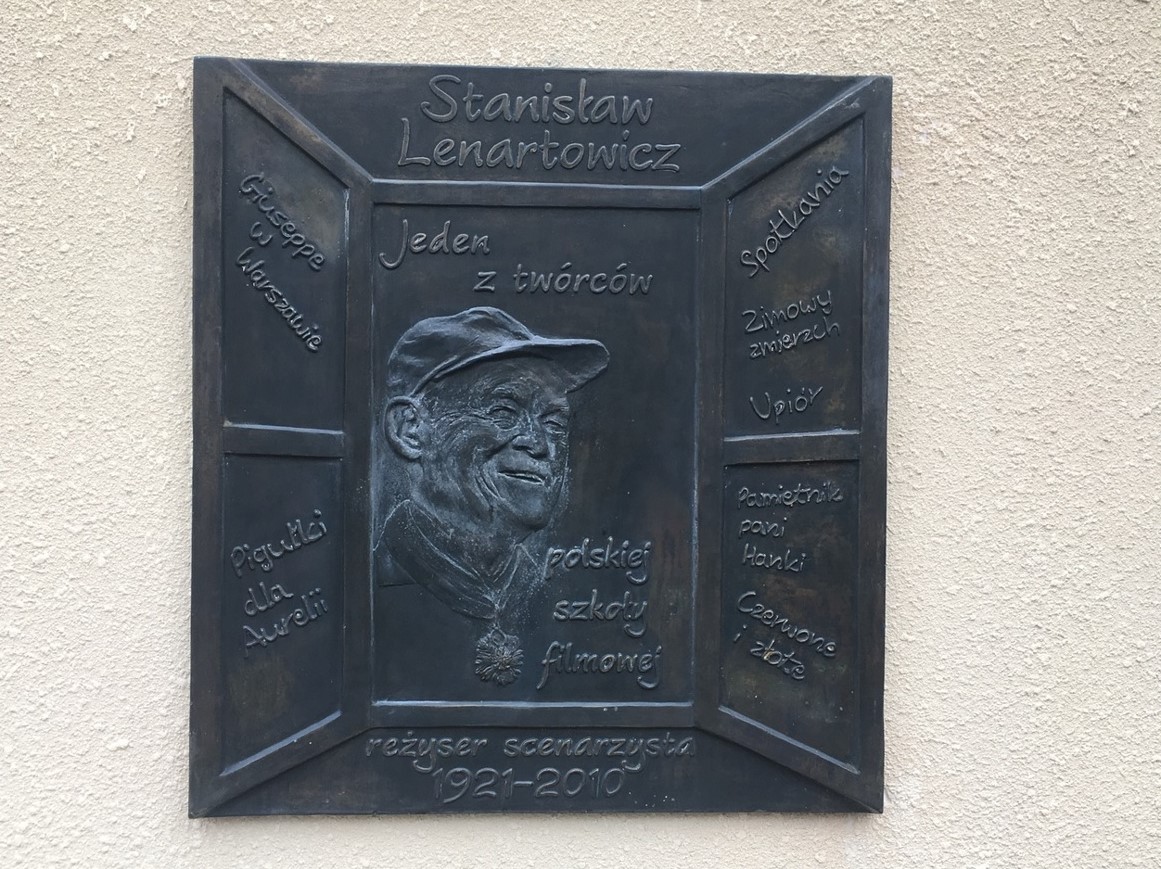 Stanisław
Lenartowicz
Giuseppe
w
Warszawie
Pigułki
dla
Aurelii
Jeden
z twórców
polskiej
szkoły
filmowej
Spotkania
Zimowy
zmierzch
Upiór
Pamiętnik
pani
Hanki
Czerwone
i złote
reżyser scenarzysta
1921-2010